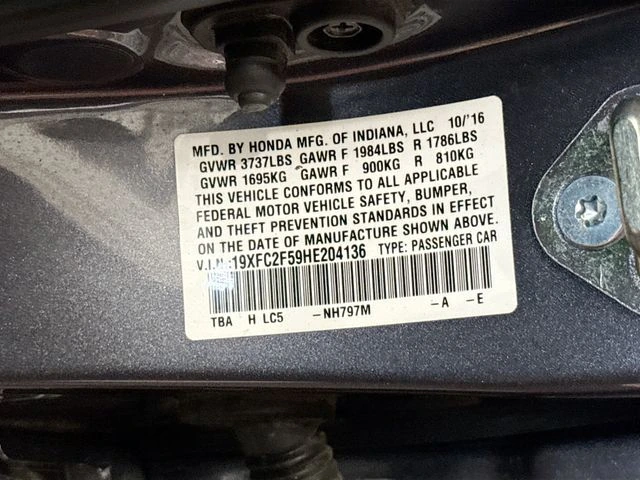 MFD. BY HONDA MFG. OF INDIANA, LLC 10/'16
GVWR 3737LBS GAWR F 1984LBS R 1786LBS
GVWR 1695KG GAWR F 900KG R 810KG
THIS VEHICLE CONFORMS TO ALL APPLICABLE
FEDERAL MOTOR VEHICLE SAFETY, BUMPER,
AND THEFT PREVENTION STANDARDS IN EFFECT
ON THE DATE OF MANUFACTURE SHOWN ABOVE.
V.I.N.:19XFC2F59HE204136 TYPE: PASSENGER CAR
TBA H LC5 -NH797M -A -E